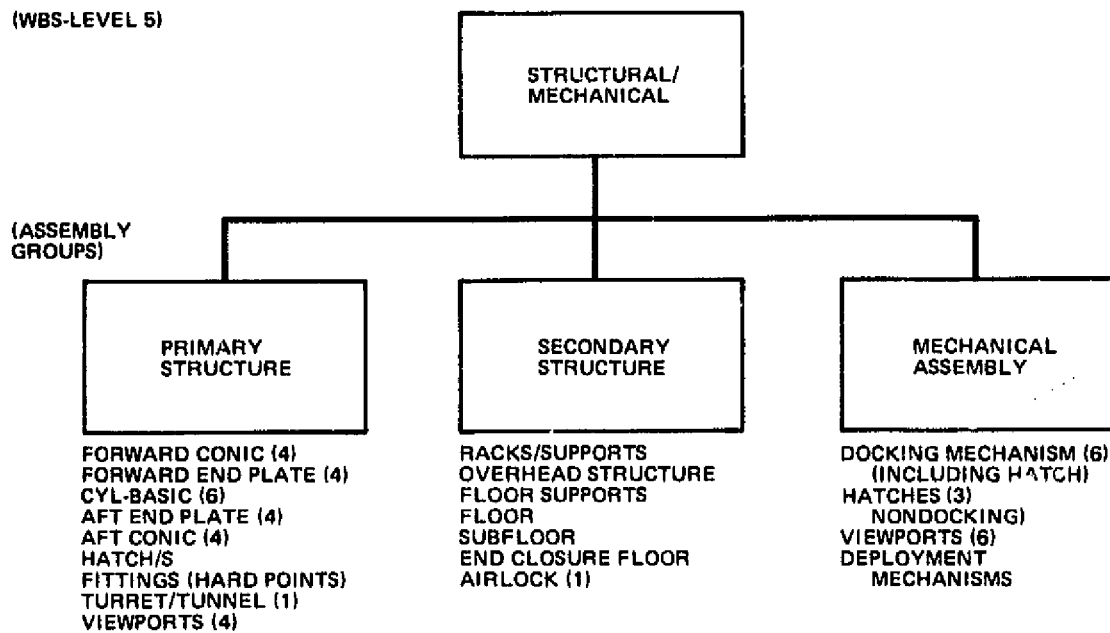 (WBS-LEVEL 5)
STRUCTURAL/
MECHANICAL
(ASSEMBLY
GROUPS)
PRIMARY
STRUCTURE
FORWARD CONIC (4)
FORWARD END PLATE (4)
CYL-BASIC (6)
AFT END PLATE (4)
AFT CONIC (4)
HATCH/S
FITTINGS (HARD POINTS)
TURRET/TUNNEL (1)
VIEWPORTS (4)
SECONDARY
STRUCTURE
RACKS/SUPPORTS
OVERHEAD STRUCTURE
FLOOR SUPPORTS
FLOOR
SUBFLOOR
END CLOSURE FLOOR
AIRLOCK (1)
MECHANICAL
ASSEMBLY
DOCKING MECHANISM (6)
(INCLUDING HATCH)
HATCHES (3)
NONDOCKING)
VIEWPORTS (6)
DEPLOYMENT
MECHANISMS